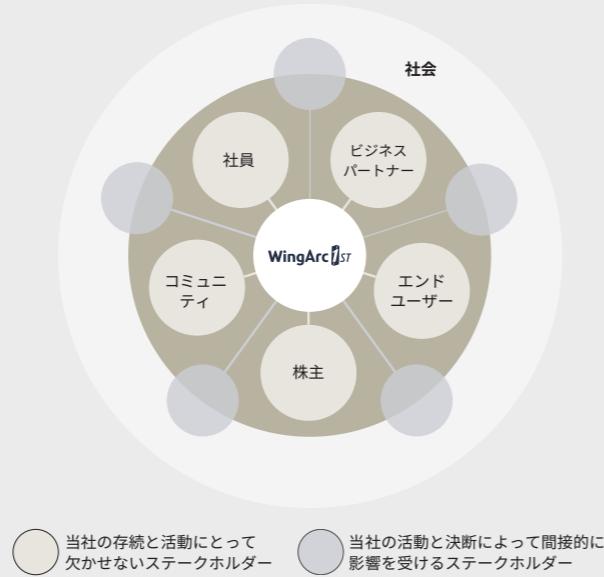 社会
社員
ビジネス
パートナー
WingArc1ST
コミュニ
ティ
エンド
ユーザー
株主
当社の存続と活動にとって
欠かせないステークホルダー
当社の活動と決断によって間接的に
影響を受けるステークホルダー